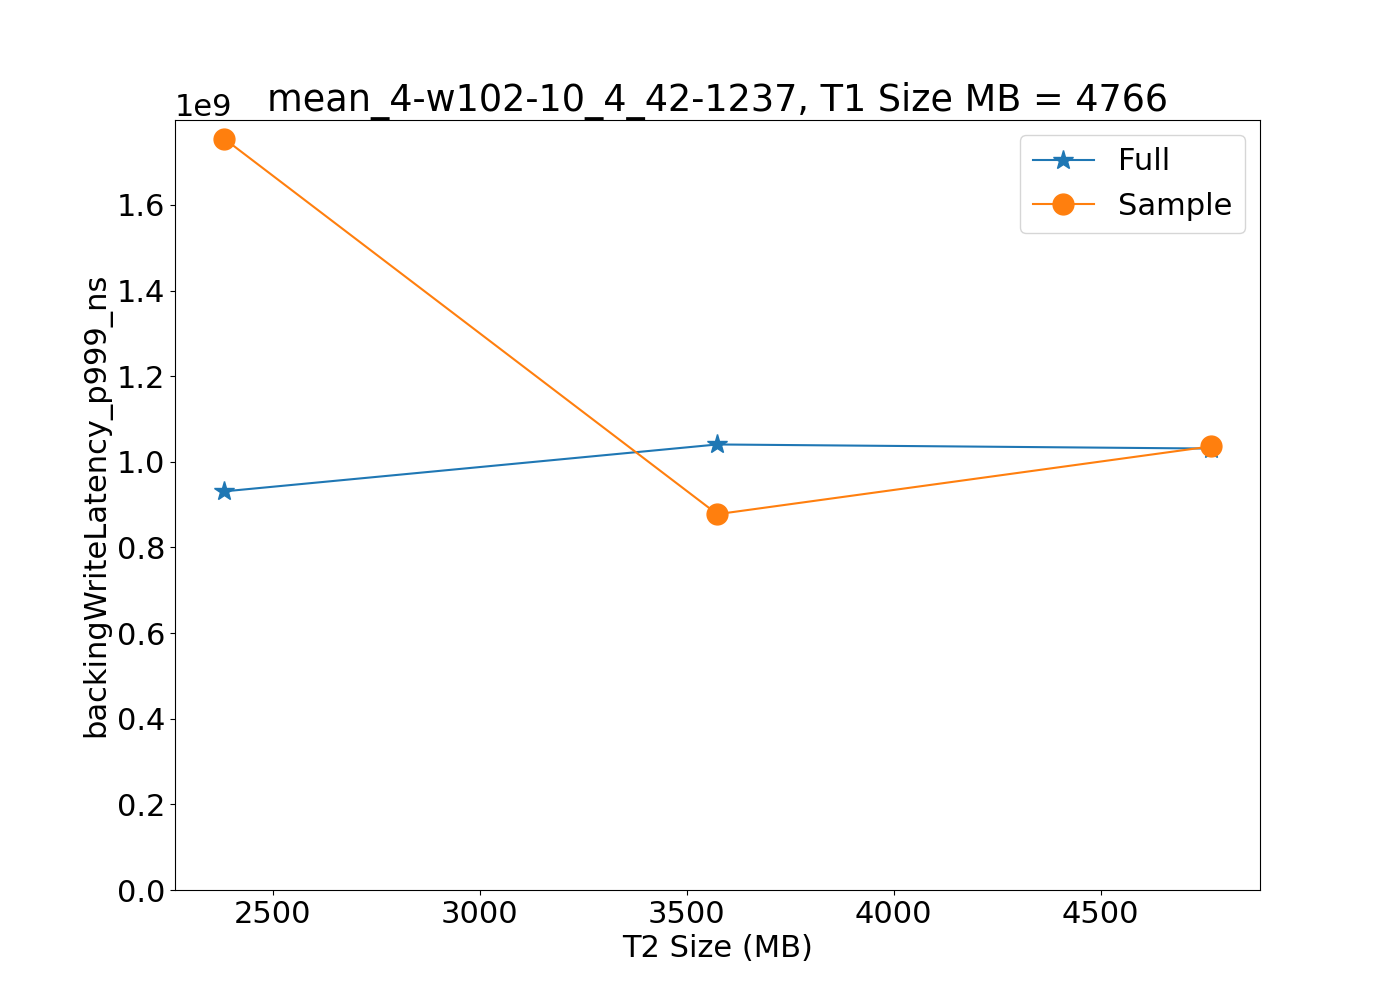 mean_4-w102-10_4_42-1237, T1 Size MB = 4766
1e9
Full
Sample
backingWriteLatency_p999_ns
1.6
1.4
1.2
1.0
0.8
0.6
0.4
0.2
0.0
2500 3000 3500 4000 4500
T2 Size (MB)